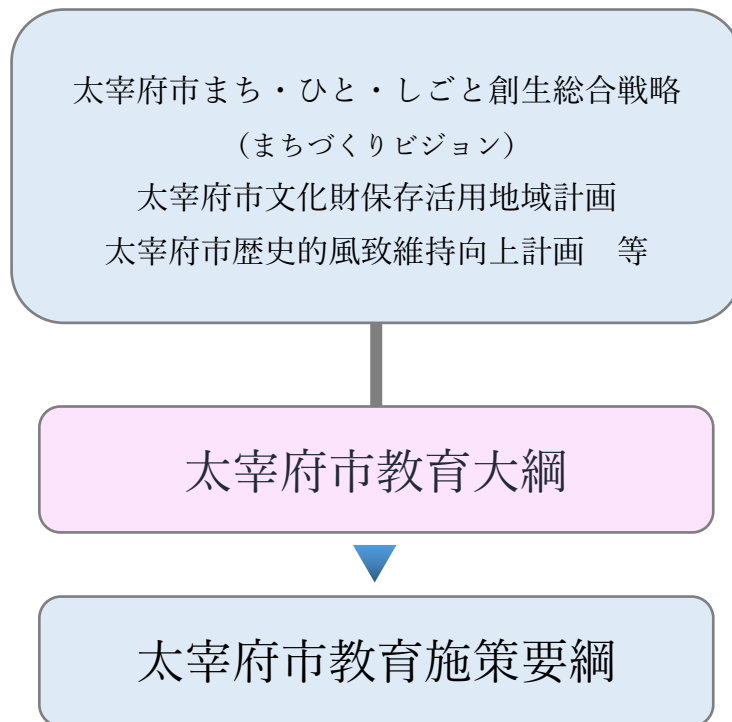 太宰府市まち・ひと・しごと創生総合戦略
（まちづくりビジョン）
太宰府市文化財保存活用地域計画
太宰府市歴史的風致維持向上計画　等
太宰府市教育大綱
太宰府市教育施策要綱